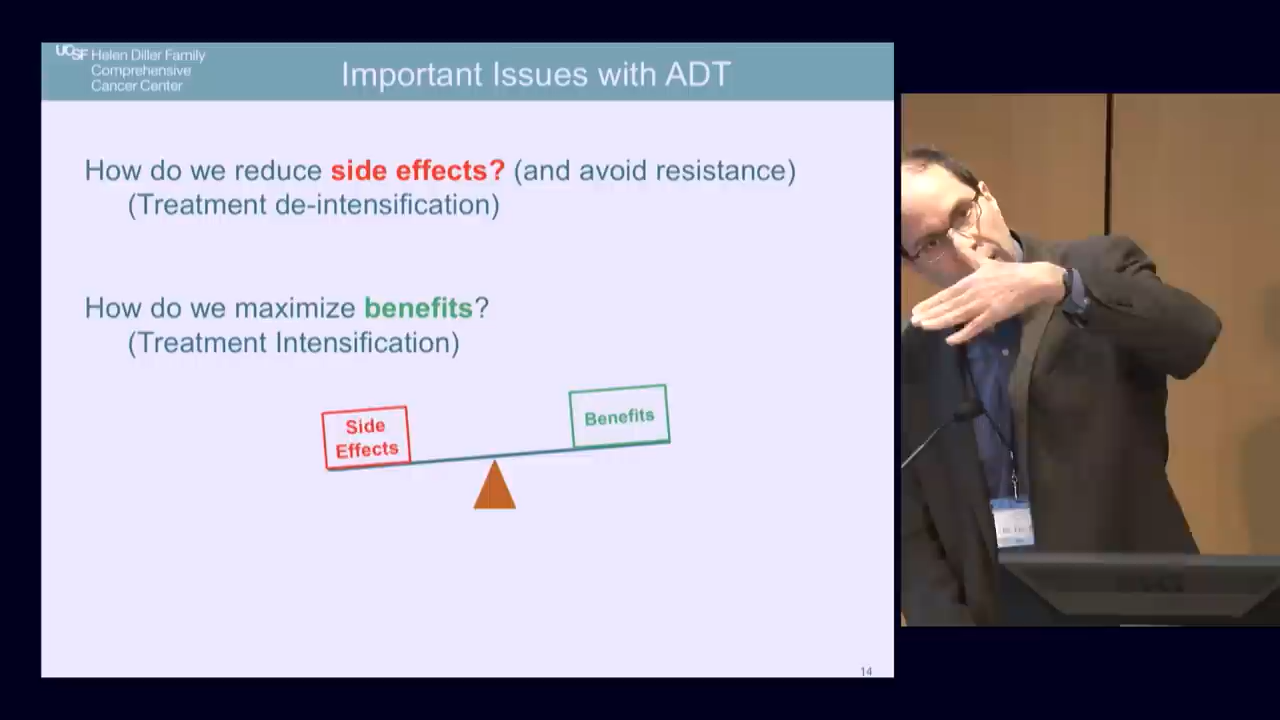 UCSF Helen Diller Family
Comprehensive
Cancer Center
Important Issues with ADT
How do we reduce side effects? (and avoid resistance)
(Treatment de-intensification)
How do we maximize benefits?
(Treatment Intensification)
Side
Effects
Benefits
14